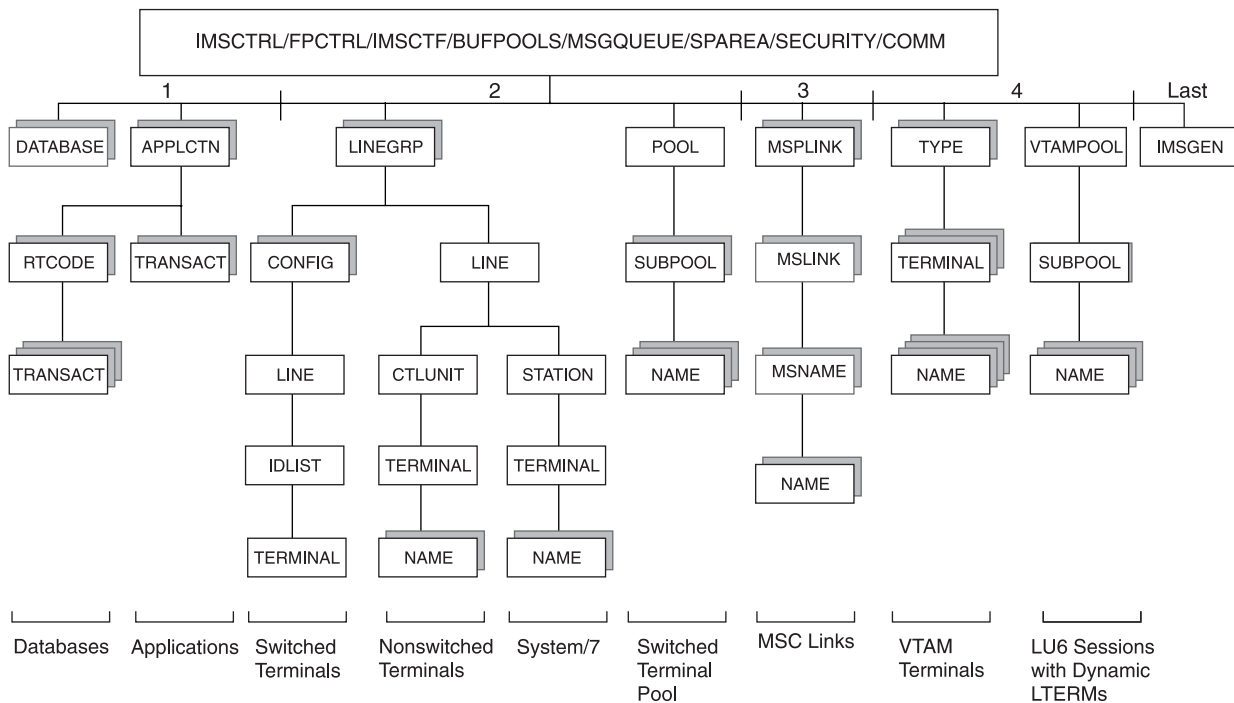 IMSCTRL/FPCTRL/IMSCTF/BUFPOOLS/MSGQUEUE/SPAREA/SECURITY/COMM
1 2 3 4 Last
DATABASE APPLCTN LINEGRP POOL MSPLINK TYPE VTAMPOOL IMSGEN
RTCODE TRANSACT CONFIG LINE SUBPOOL MSLINK TERMINAL SUBPOOL
TRANSACT LINE CTLUNIT STATION NAME MSNAME NAME NAME
IDLIST TERMINAL TERMINAL NAME
TERMINAL NAME NAME
Databases
Applications
Switched
Terminals
Nonswitched
Terminals
System/7
Switched
Terminal
Pool
MSC Links
VTAM
Terminals
LU6 Sessions
with Dynamic
LTERMs